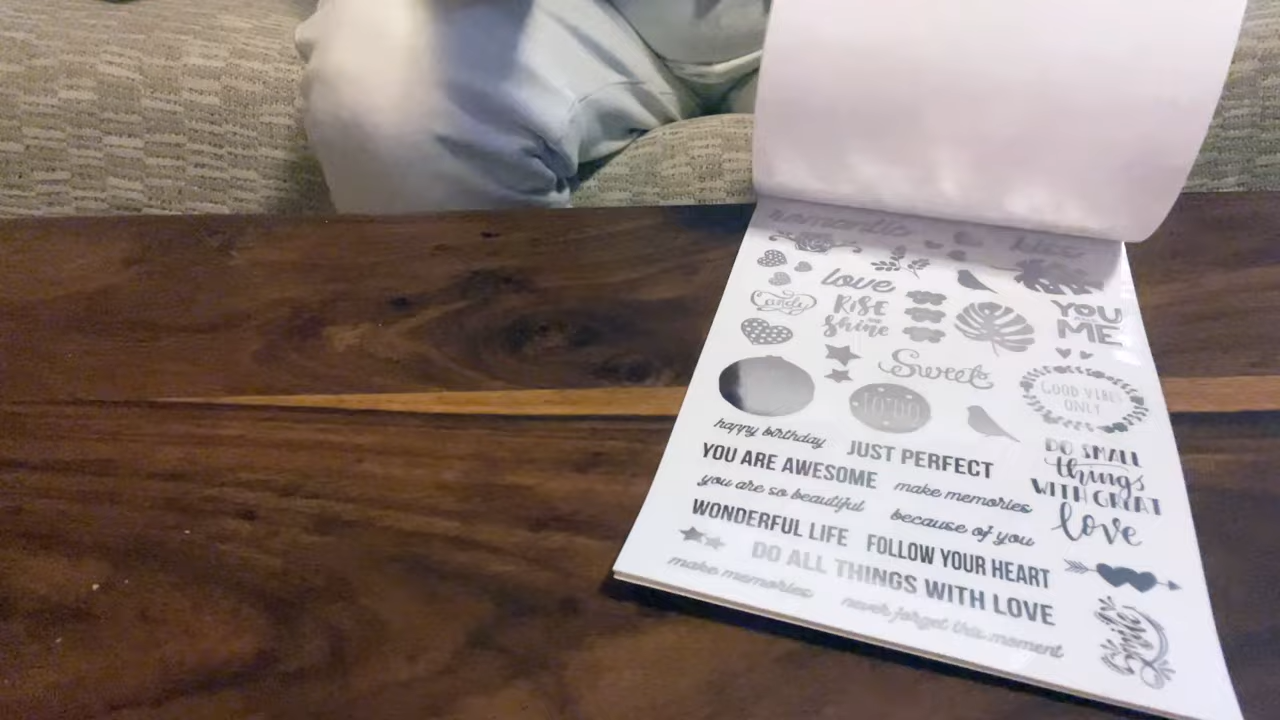 love
Candy
RISE
and
shine
YOU
ME
Sweet
GOOD VIBES
ONLY
happy birthday
JUST PERFECT
YOU ARE AWESOME
you are so beautiful
make memories
DO SMALL
things
WITH GREAT
love
WONDERFUL LIFE
because of you
FOLLOW YOUR HEART
DO ALL THINGS WITH LOVE
make memories
never forget this moment
Smile